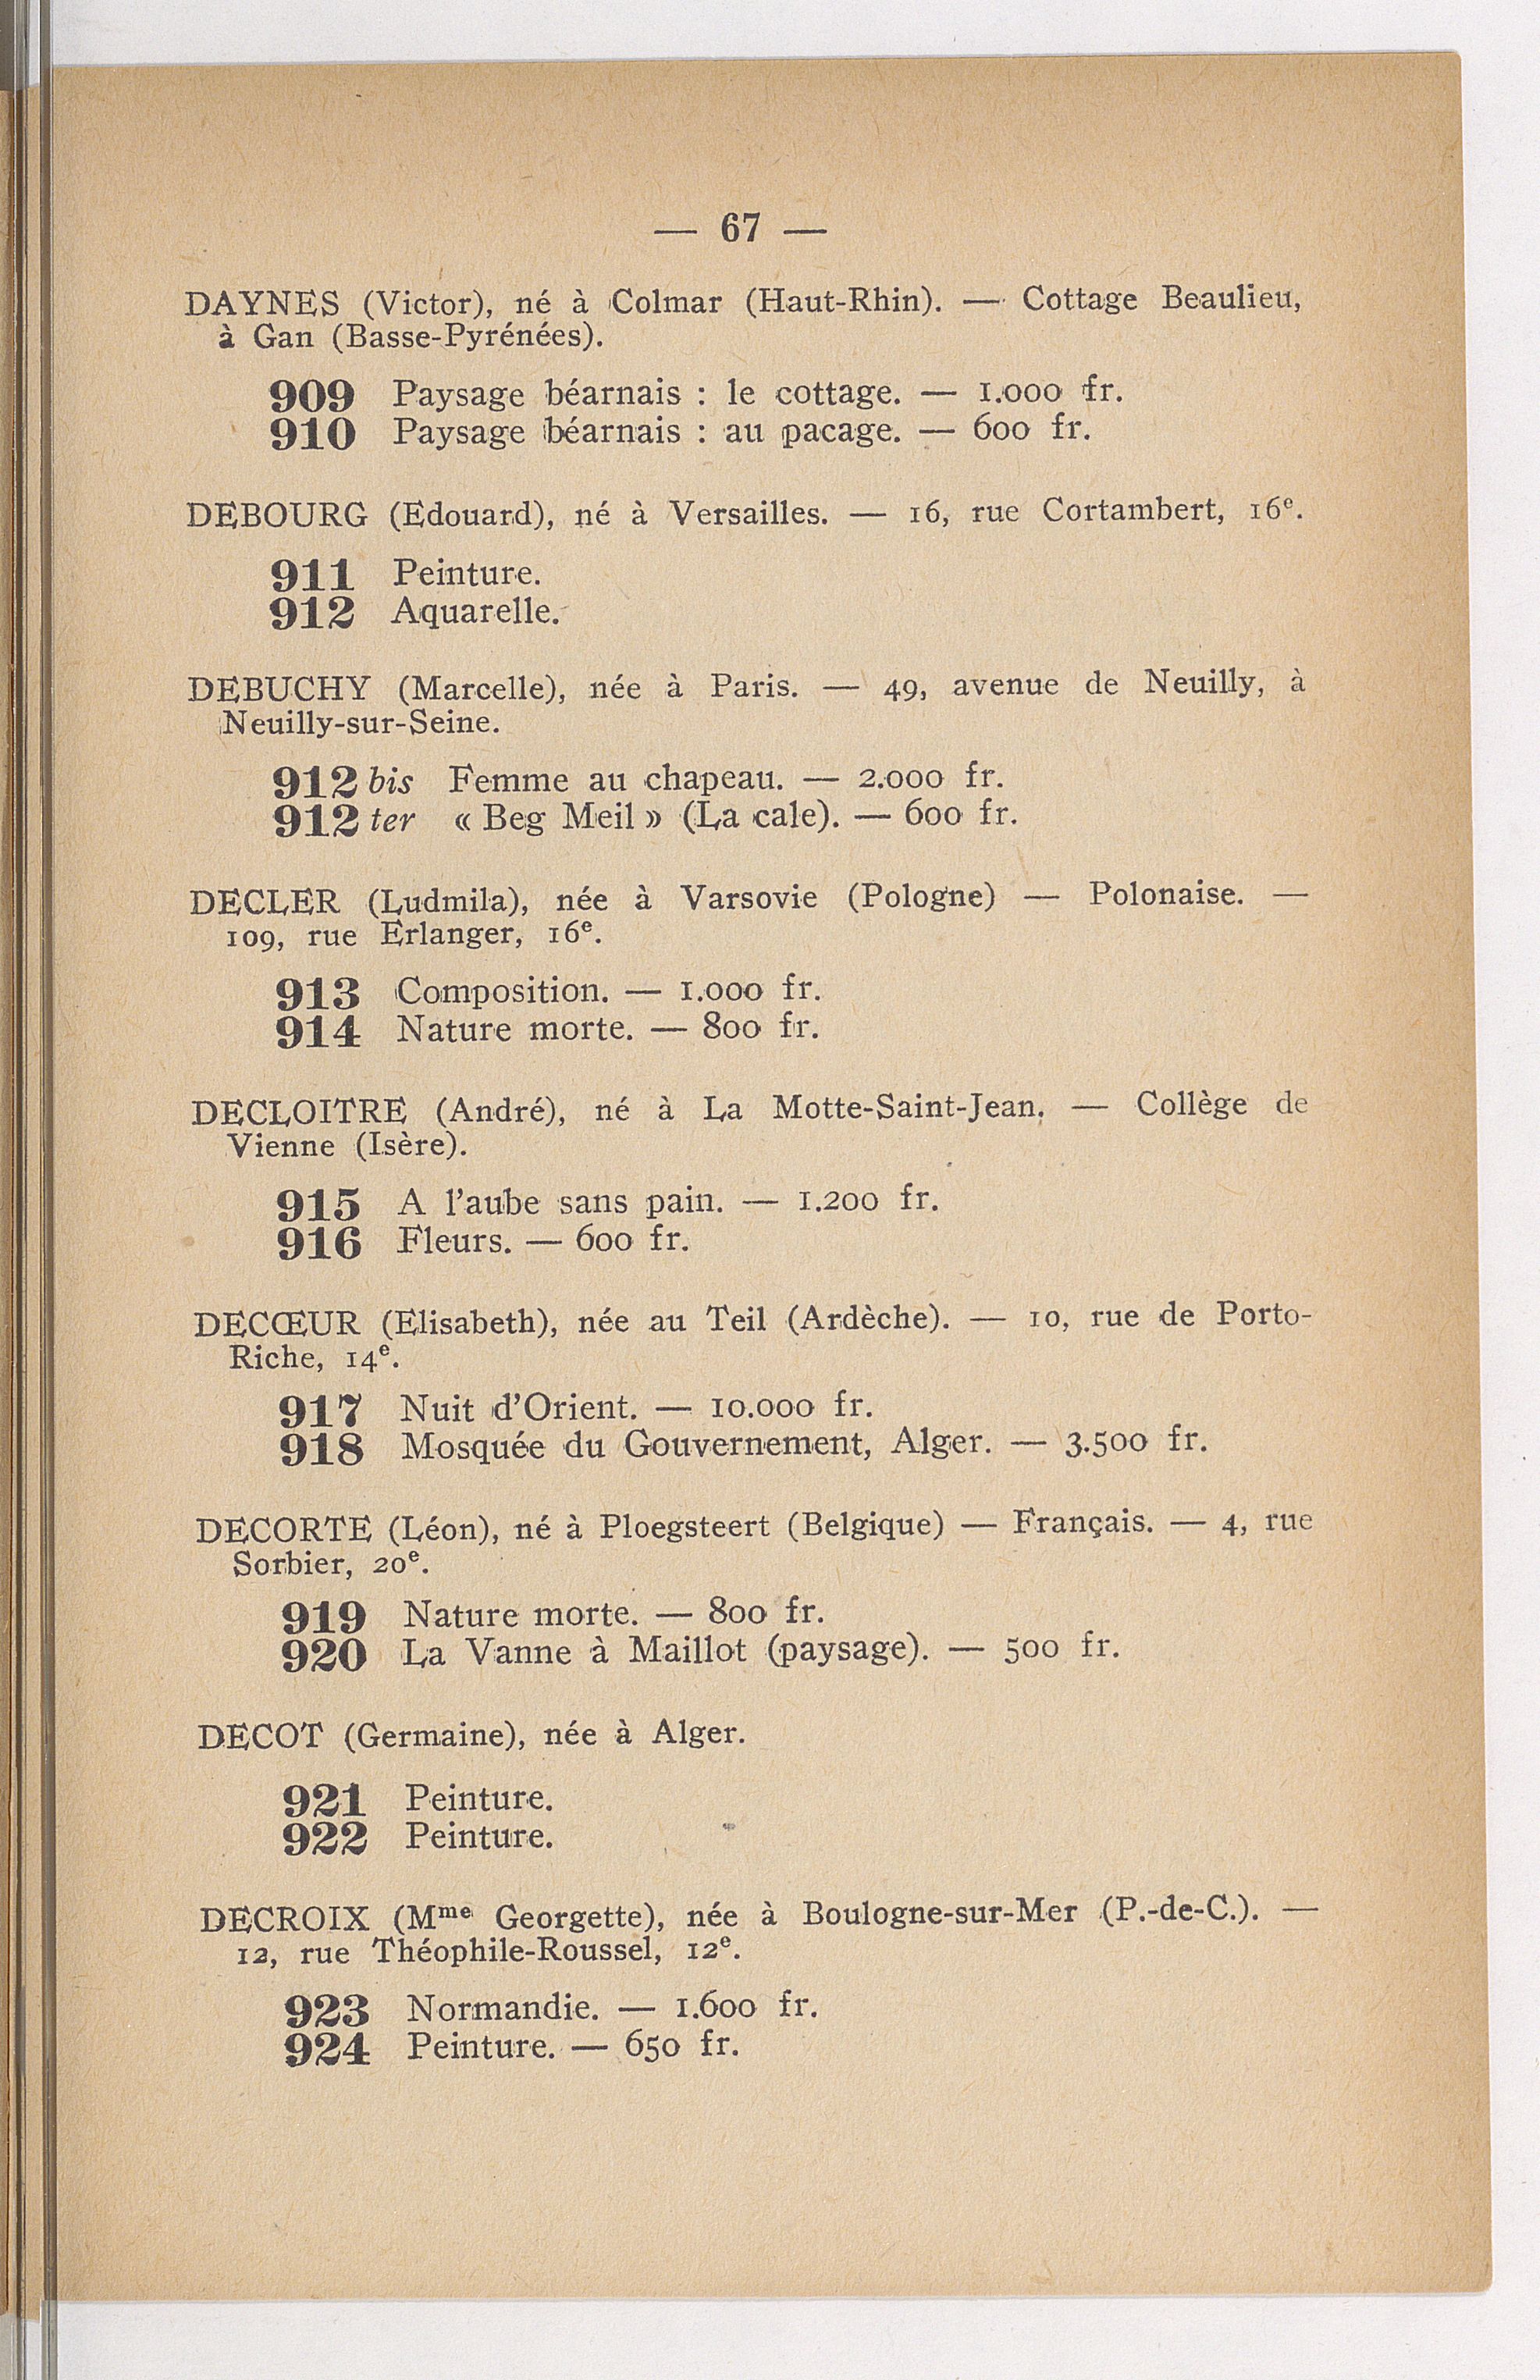 — 67 —
DAYNES (Victor), né à Colmar (Haut-Rhin). — Cottage Beaulieu,
à Gan (Basse-Pyrénées).
909 Paysage béarnais : le cottage. — 1.000 fr.
910 Paysage béarnais : au pacage. — 600 fr.
DEBOURG (Edouard), né à Versailles. — 16, rue Cortambert, 16e.
911 Peinture.
912 Aquarelle.
DEBUCHY (Marcelle), née à Paris. — 49, avenue de Neuilly, à
Neuilly-sur-Seine.
912 bis Femme au chapeau. — 2.000 fr.
912 ter « Beg Meil » (La cale). — 600 fr.
DECLER (Ludmila), née à Varsovie (Pologne) — Polonaise. —
109, rue Erlanger, 16e.
913 Composition. — 1.000 fr.
914 Nature morte. — 800 fr.
DECLOITRE (André), né à La Motte-Saint-Jean. — Collège de
Vienne (Isère).
915 A l'aube sans pain. — 1.200 fr.
916 Fleurs. — 600 fr.
DECŒUR (Elisabeth), née au Teil (Ardèche). — 10, rue de Porto-
Riche, 14e.
917 Nuit d'Orient. — 10.000 fr.
918 Mosquée du Gouvernement, Alger. — 3.500 fr.
DECORTE (Léon), né à Ploegsteert (Belgique) — Français. — 4, rue
Sorbier, 20e.
919 Nature morte. — 800 fr.
920 La Vanne à Maillot (paysage). — 500 fr.
DECOT (Germaine), née à Alger.
921 Peinture.
922 Peinture.
DECROIX (Mme Georgette), née à Boulogne-sur-Mer (P.-de-C.). —
12, rue Théophile-Roussel, 12e.
923 Normandie. — 1.600 fr.
924 Peinture. — 650 fr.